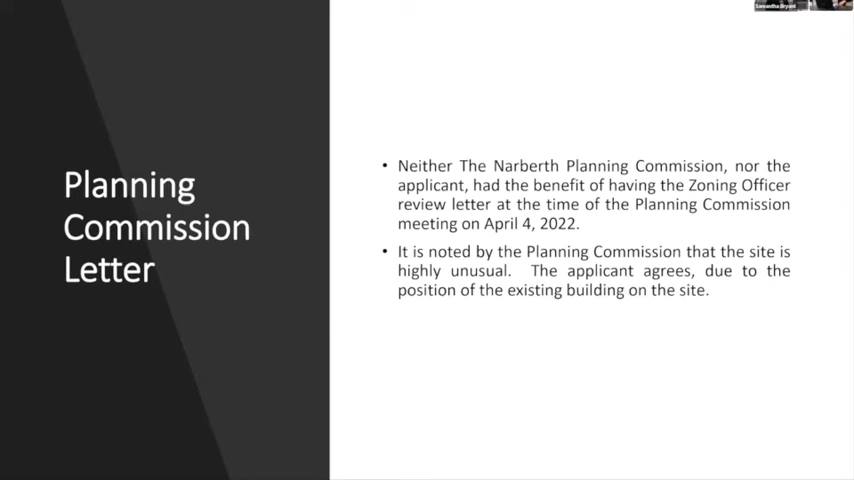 Samantha Bryant
Planning
Commission
Letter
• Neither The Narberth Planning Commission, nor the
applicant, had the benefit of having the Zoning Officer
review letter at the time of the Planning Commission
meeting on April 4, 2022.
• It is noted by the Planning Commission that the site is
highly unusual. The applicant agrees, due to the
position of the existing building on the site.